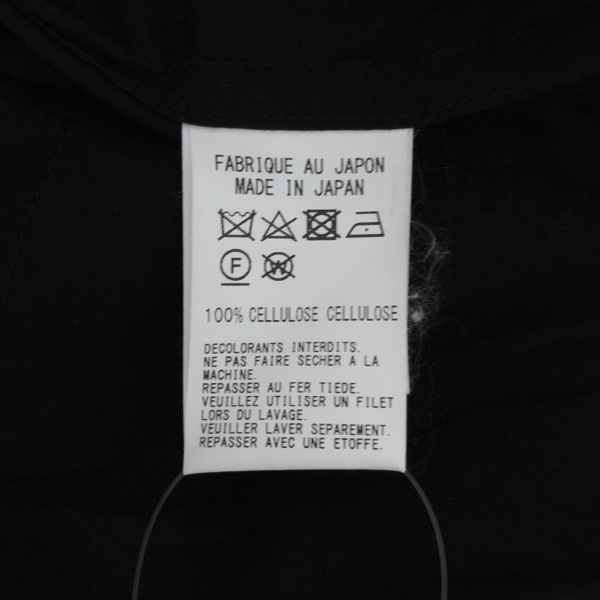 FABRIQUE AU JAPON
MADE IN JAPAN
F
W
100% CELLULOSE CELLULOSE
DECOLORANTS INTERDITS.
NE PAS FAIRE SECHER A LA
MACHINE.
REPASSER AU FER TIEDE.
VEUILLEZ UTILISER UN FILET
LORS DU LAVAGE.
VEUILLER LAVER SEPAREMENT.
REPASSER AVEC UNE ETOFFE.